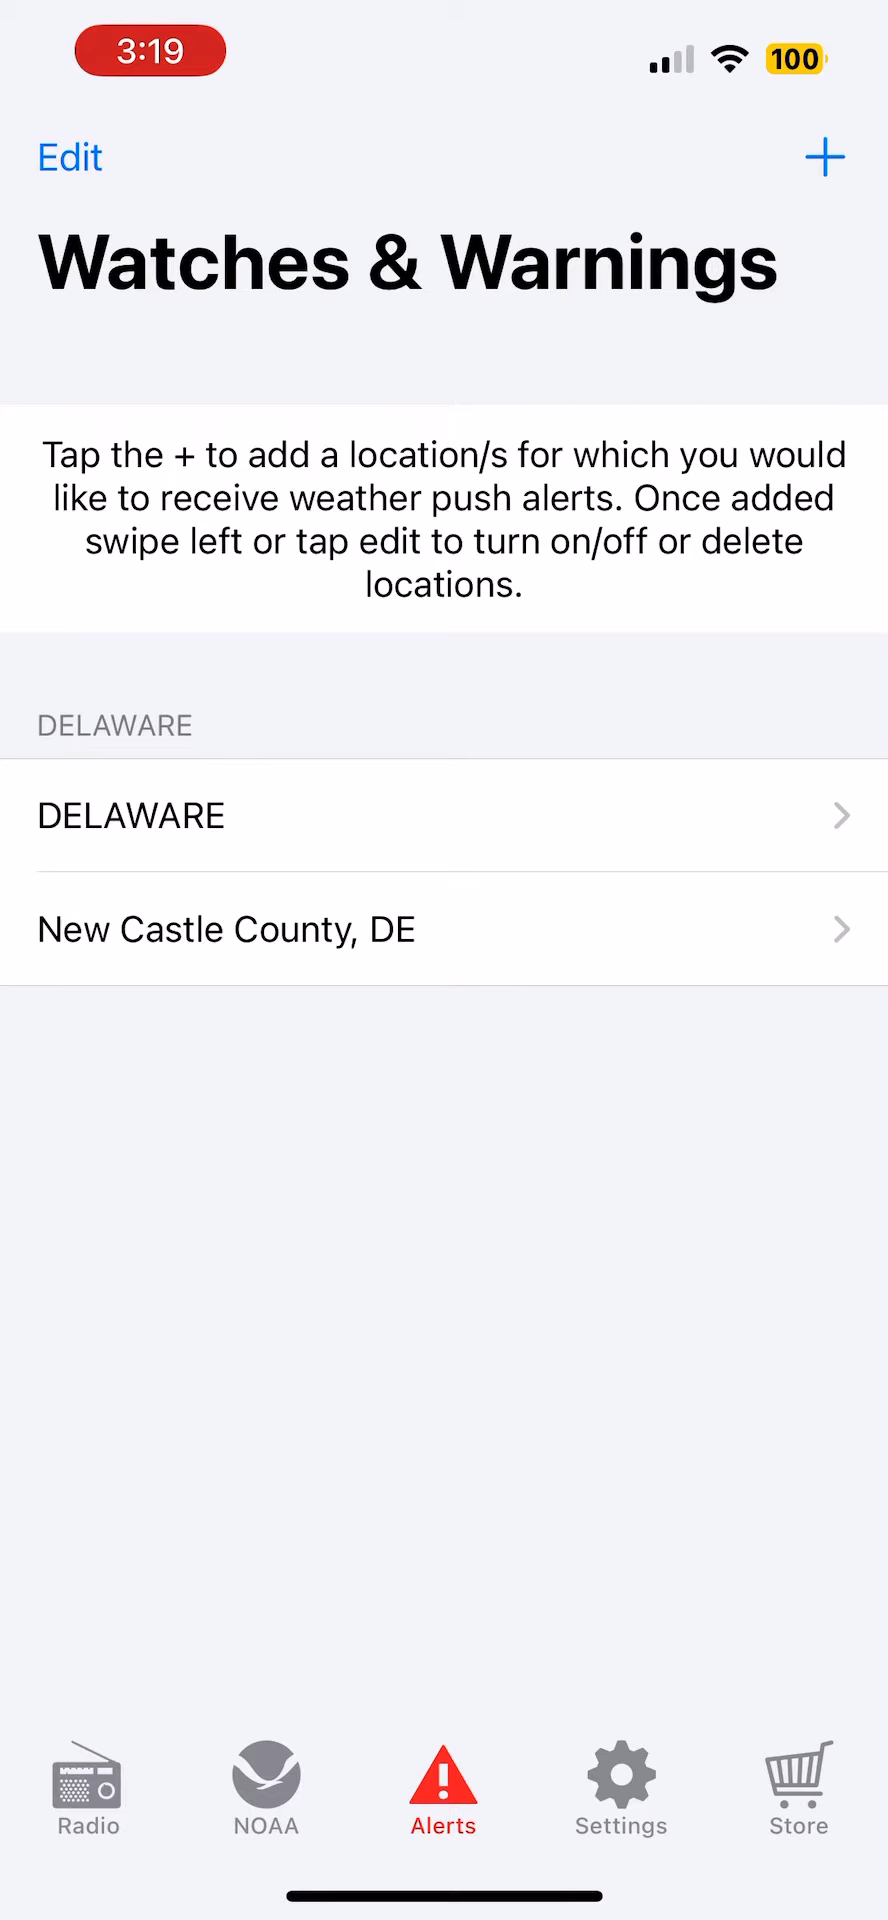 3:19
100
Edit
Watches & Warnings
Tap the + to add a location/s for which you would
like to receive weather push alerts. Once added
swipe left or tap edit to turn on/off or delete
locations.
DELAWARE
DELAWARE
New Castle County, DE
Radio
NOAA
Alerts
Settings
Store